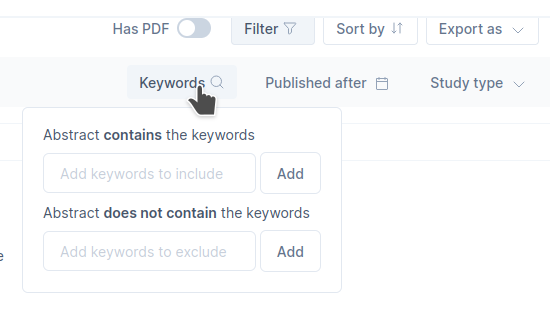 Has PDF Filter Sort by Export as
Keywords Published after Study type
Abstract contains the keywords
Add keywords to include Add
Abstract does not contain the keywords
Add keywords to exclude Add
e